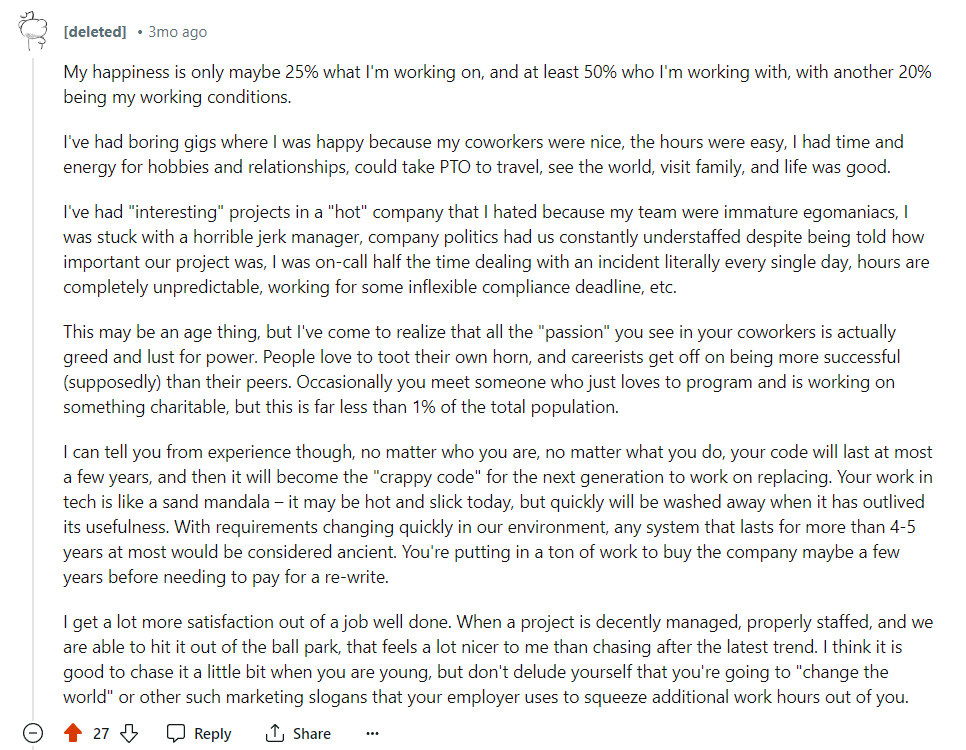 [deleted] • 3mo ago
My happiness is only maybe 25% what I'm working on, and at least 50% who I'm working with, with another 20%
being my working conditions.
I've had boring gigs where I was happy because my coworkers were nice, the hours were easy, I had time and
energy for hobbies and relationships, could take PTO to travel, see the world, visit family, and life was good.
I've had "interesting" projects in a "hot" company that I hated because my team were immature egomaniacs, I
was stuck with a horrible jerk manager, company politics had us constantly understaffed despite being told how
important our project was, I was on-call half the time dealing with an incident literally every single day, hours are
completely unpredictable, working for some inflexible compliance deadline, etc.
This may be an age thing, but I've come to realize that all the "passion" you see in your coworkers is actually
greed and lust for power. People love to toot their own horn, and careerists get off on being more successful
(supposedly) than their peers. Occasionally you meet someone who just loves to program and is working on
something charitable, but this is far less than 1% of the total population.
I can tell you from experience though, no matter who you are, no matter what you do, your code will last at most
a few years, and then it will become the "crappy code" for the next generation to work on replacing. Your work in
tech is like a sand mandala – it may be hot and slick today, but quickly will be washed away when it has outlived
its usefulness. With requirements changing quickly in our environment, any system that lasts for more than 4-5
years at most would be considered ancient. You're putting in a ton of work to buy the company maybe a few
years before needing to pay for a re-write.
I get a lot more satisfaction out of a job well done. When a project is decently managed, properly staffed, and we
are able to hit it out of the ball park, that feels a lot nicer to me than chasing after the latest trend. I think it is
good to chase it a little bit when you are young, but don't delude yourself that you're going to "change the
world" or other such marketing slogans that your employer uses to squeeze additional work hours out of you.
27 Reply Share ···